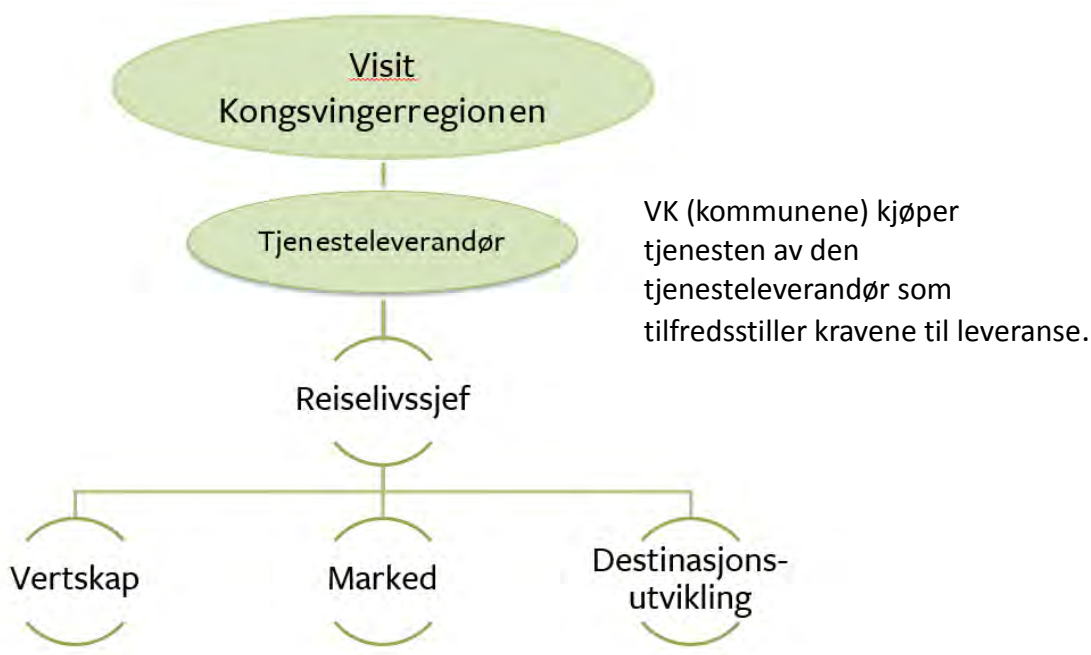 Visit
Kongsvingerregionen
Tjenesteleverandør
VK (kommunene) kjøper
tjenesten av den
tjenesteleverandør som
tilfredsstiller kravene til leveranse.
Reiselivssjef
Vertskap
Marked
Destinasjons-
utvikling